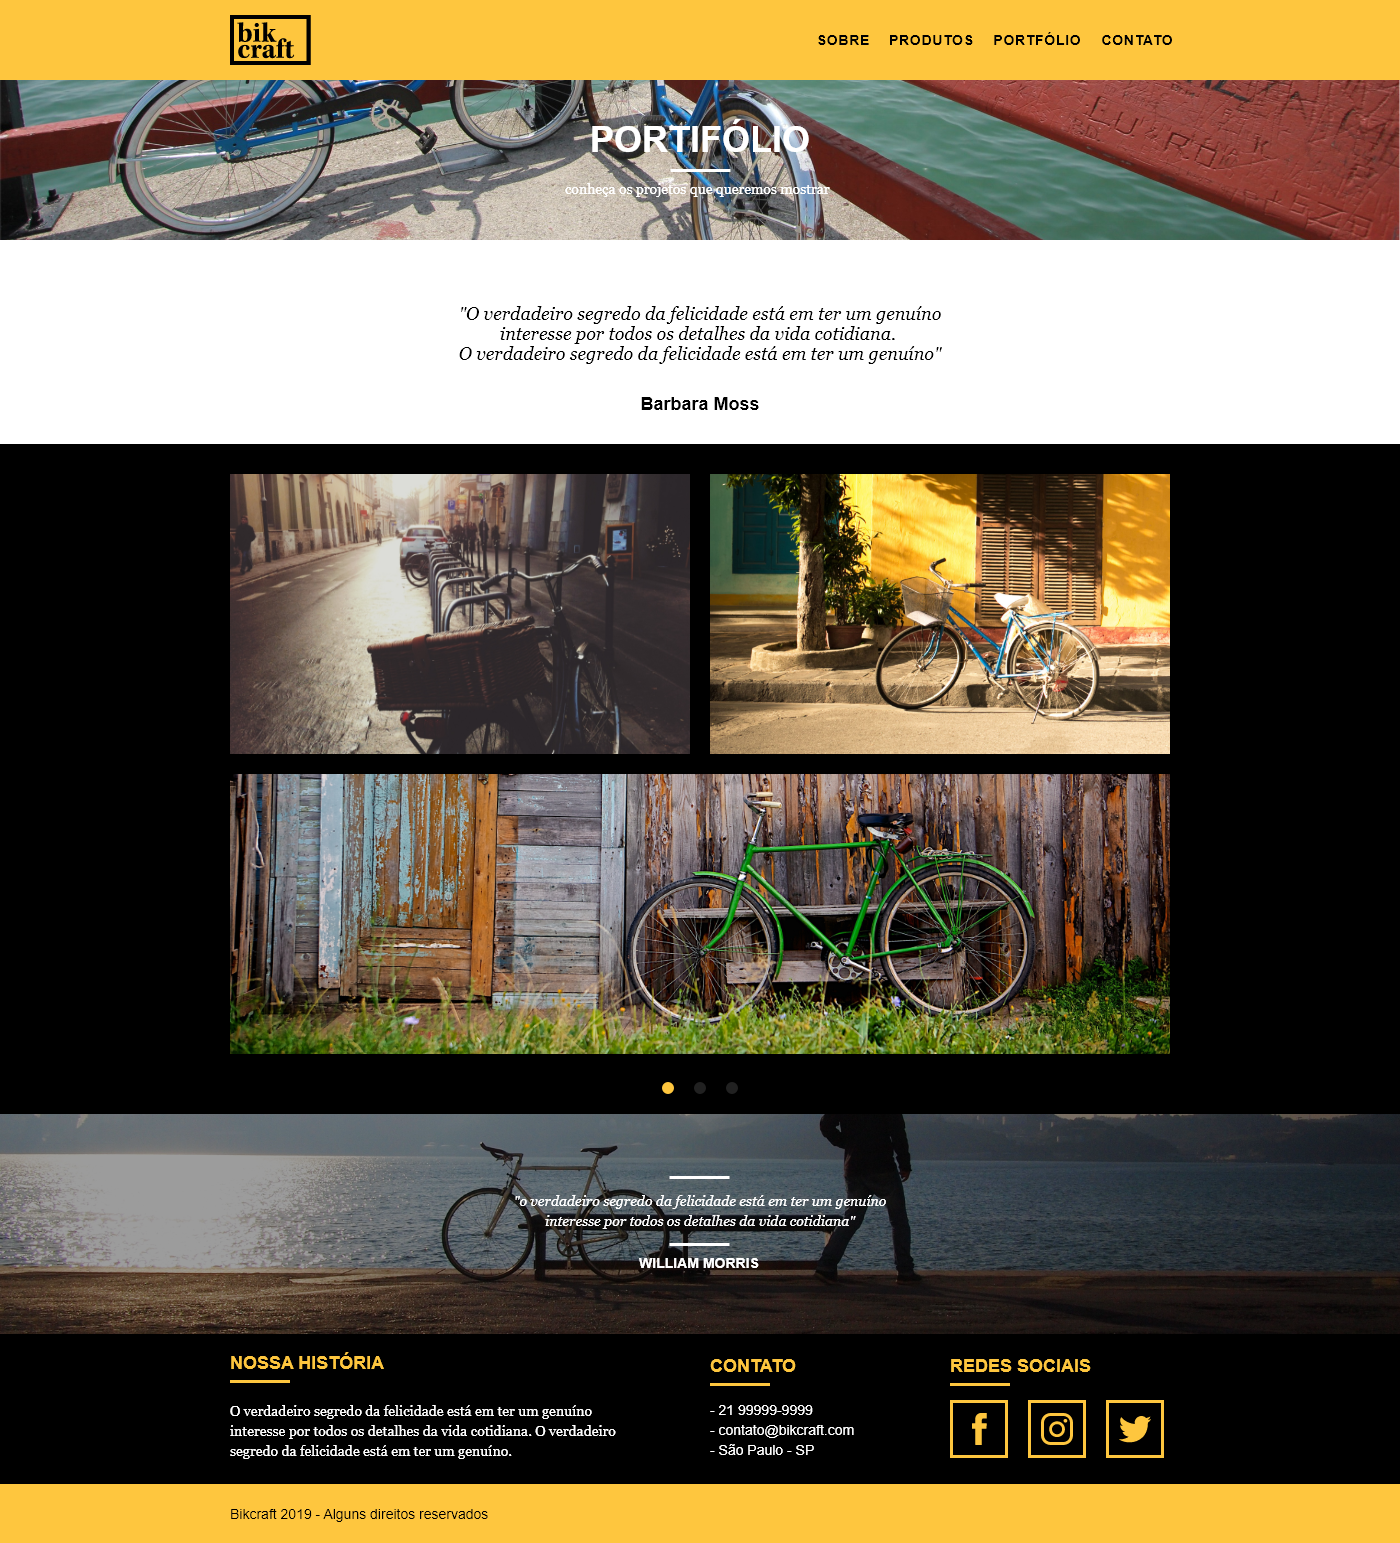 bik
craft
SOBRE PRODUTOS PORTFÓLIO CONTATO
PORTIFÓLIO
conheça os projetos que queremos mostrar
"O verdadeiro segredo da felicidade está em ter um genuíno
interesse por todos os detalhes da vida cotidiana.
O verdadeiro segredo da felicidade está em ter um genuíno"
Barbara Moss
"o verdadeiro segredo da felicidade está em ter um genuíno
interesse por todos os detalhes da vida cotidiana"
WILLIAM MORRIS
NOSSA HISTÓRIA
O verdadeiro segredo da felicidade está em ter um genuíno
interesse por todos os detalhes da vida cotidiana. O verdadeiro
segredo da felicidade está em ter um genuíno.
CONTATO
- 21 99999-9999
- contato@bikcraft.com
- São Paulo - SP
REDES SOCIAIS
Bikcraft 2019 - Alguns direitos reservados